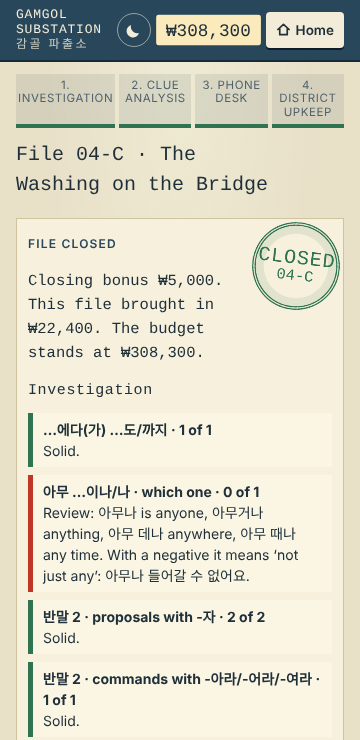 GAMGOL
SUBSTATION
감골 파출소
₩308,300
Home
1.
INVESTIGATION
2. CLUE
ANALYSIS
3. PHONE
DESK
4.
DISTRICT
UPKEEP
File 04-C · The
Washing on the Bridge
FILE CLOSED
CLOSED
04-C
Closing bonus ₩5,000.
This file brought in
₩22,400. The budget
stands at ₩308,300.
Investigation
…에다(가) …도/까지 · 1 of 1
Solid.
아무 …이나/나 · which one · 0 of 1
Review: 아무나 is anyone, 아무거나
anything, 아무 데나 anywhere, 아무 때나
any time. With a negative it means ‘not
just any’: 아무나 들어갈 수 없어요.
반말 2 · proposals with -자 · 2 of 2
Solid.
반말 2 · commands with -아라/-어라/-여라 ·
1 of 1
Solid.